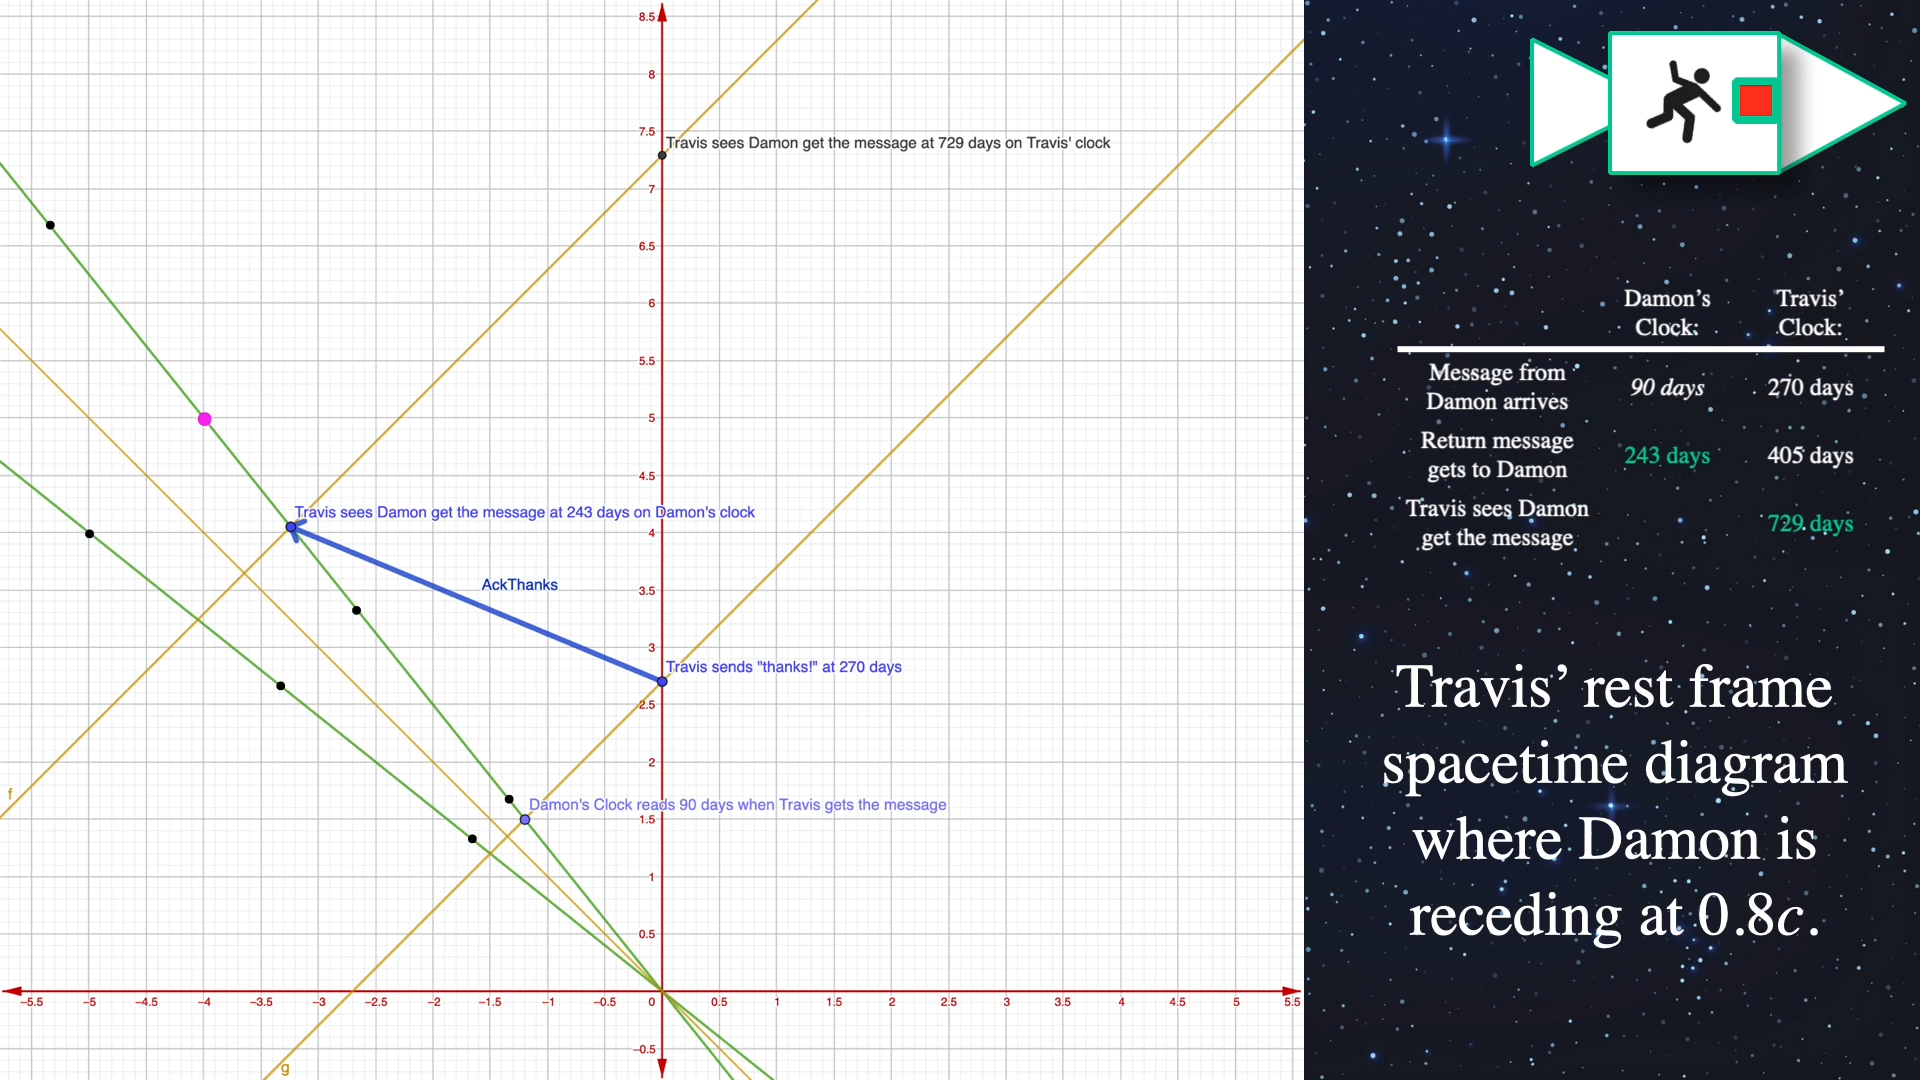 8.5
8
7.5
Travis sees Damon get the message at 729 days on Travis' clock
7
6.5
6
5.5
5
4.5
Travis sees Damon get the message at 243 days on Damon's clock
4
AckThanks
3.5
3
Travis sends "thanks!" at 270 days
2.5
2
f
Damon's Clock reads 90 days when Travis gets the message
1.5
1
0.5
−5.5 −5 −4.5 −4 −3.5 −3 −2.5 −2 −1.5 −1 −0.5 0 0.5 1 1.5 2 2.5 3 3.5 4 4.5 5 5.5
−0.5
g
Damon’s Travis’
Clock: Clock:
Message from
Damon arrives 90 days 270 days
Return message
gets to Damon 243 days 405 days
Travis sees Damon
get the message 729 days
Travis’ rest frame
spacetime diagram
where Damon is
receding at 0.8c.